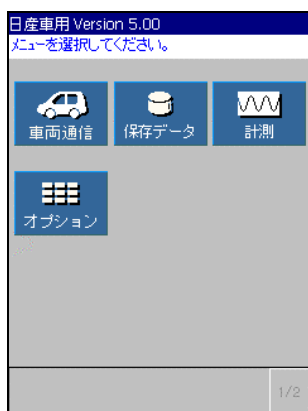 日産車用 Version 5.00
メニューを選択してください。
車両通信
保存データ
計測
オプション
1/2